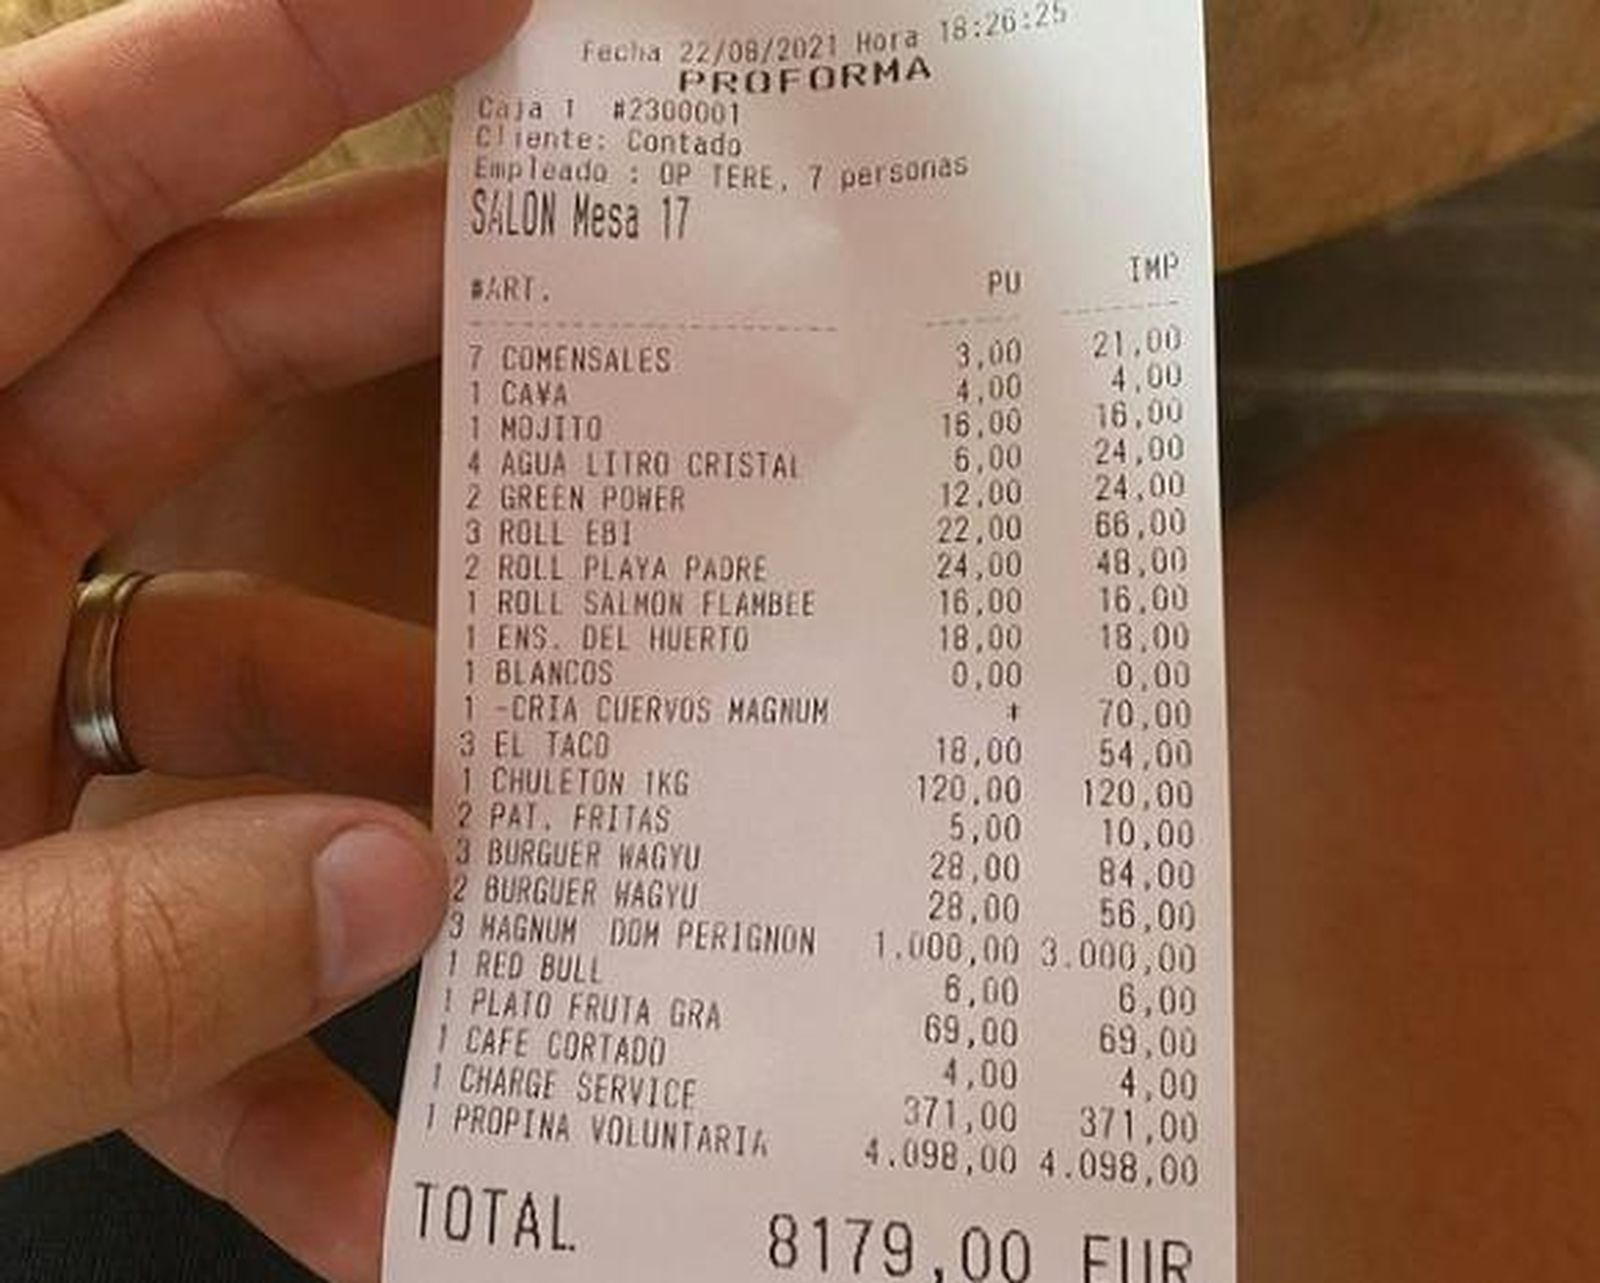 Fecha 22/08/2021 Hora 18:26:25
PROFORMA
Caja 1 #2300001
Cliente: Contado
Empleado : OP TERE, 7 personas
SALON Mesa 17
#ART. PU IMP
7 COMENSALES 3,00 21,00
1 CAVA 4,00 4,00
1 MOJITO 16,00 16,00
4 AGUA LITRO CRISTAL 6,00 24,00
2 GREEN POWER 12,00 24,00
3 ROLL EBI 22,00 66,00
2 ROLL PLAYA PADRE 24,00 48,00
1 ROLL SALMON FLAMBEE 16,00 16,00
1 ENS. DEL HUERTO 18,00 18,00
1 BLANCOS 0,00 0,00
1 -CRIA CUERVOS MAGNUM * 70,00
3 EL TACO 18,00 54,00
1 CHULETON 1KG 120,00 120,00
2 PAT. FRITAS 5,00 10,00
3 BURGUER WAGYU 28,00 84,00
2 BURGUER WAGYU 28,00 56,00
3 MAGNUM DOM PERIGNON 1.000,00 3.000,00
1 RED BULL 6,00 6,00
1 PLATO FRUTA GRA 69,00 69,00
1 CAFE CORTADO 4,00 4,00
1 CHARGE SERVICE 371,00 371,00
1 PROPINA VOLUNTARIA 4.098,00 4.098,00
TOTAL 8179,00 EUR